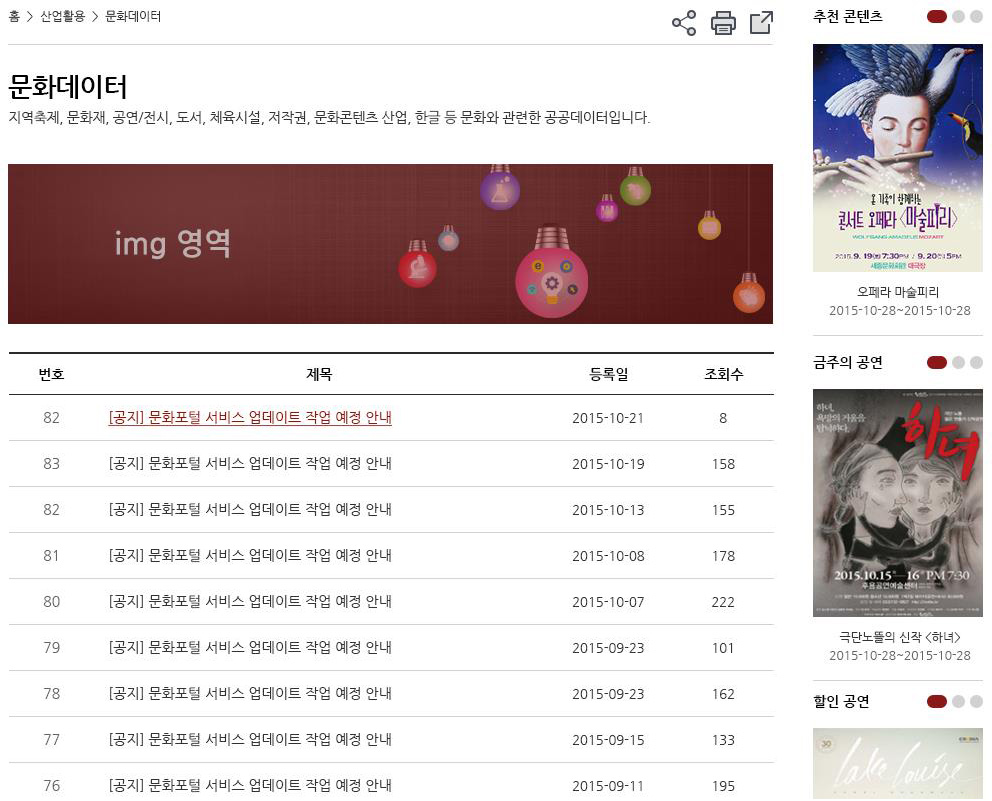 홈 > 산업활용 > 문화데이터
문화데이터
지역축제, 문화재, 공연/전시, 도서, 체육시설, 저작권, 문화콘텐츠 산업, 한글 등 문화와 관련한 공공데이터입니다.
img 영역
번호 제목 등록일 조회수
82 [공지] 문화포털 서비스 업데이트 작업 예정 안내 2015-10-21 8
83 [공지] 문화포털 서비스 업데이트 작업 예정 안내 2015-10-19 158
82 [공지] 문화포털 서비스 업데이트 작업 예정 안내 2015-10-13 155
81 [공지] 문화포털 서비스 업데이트 작업 예정 안내 2015-10-08 178
80 [공지] 문화포털 서비스 업데이트 작업 예정 안내 2015-10-07 222
79 [공지] 문화포털 서비스 업데이트 작업 예정 안내 2015-09-23 101
78 [공지] 문화포털 서비스 업데이트 작업 예정 안내 2015-09-23 162
77 [공지] 문화포털 서비스 업데이트 작업 예정 안내 2015-09-15 133
76 [공지] 문화포털 서비스 업데이트 작업 예정 안내 2015-09-11 195
추천 콘텐츠
온 가족이 함께하는
콘서트 오페라 <마술피리>
WOLFGANG AMADEUS MOZART
2015. 9. 19(토) 7:30PM / 9. 20(일) 5PM
세종문화회관 대극장
오페라 마술피리
2015-10-28~2015-10-28
금주의 공연
하녀,
욕망의 거울을
탐닉하다.
하녀
2015.10.15 16 PM 7:30
후용공연예술센터
극단노뜰의 신작 <하녀>
2015-10-28~2015-10-28
할인 공연
30
Lake Louise